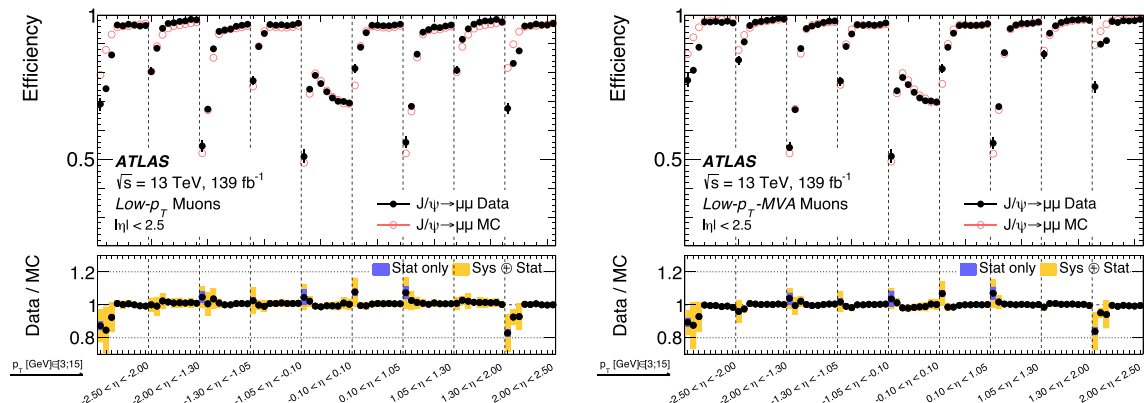 1
Efficiency
0.5
ATLAS
√s = 13 TeV, 139 fb⁻¹
Low-p_T Muons
|η| < 2.5
J/ψ→μμ Data
J/ψ→μμ MC
Data / MC
1.2
1
0.8
Stat only
Sys ⊕ Stat
p_T [GeV]∈[3;15]
-2.50 < η < -2.00
-2.00 < η < -1.30
-1.30 < η < -1.05
-1.05 < η < -0.10
-0.10 < η < 0.10
0.10 < η < 1.05
1.05 < η < 1.30
1.30 < η < 2.00
2.00 < η < 2.50
1
Efficiency
0.5
ATLAS
√s = 13 TeV, 139 fb⁻¹
Low-p_T-MVA Muons
|η| < 2.5
J/ψ→μμ Data
J/ψ→μμ MC
Data / MC
1.2
1
0.8
Stat only
Sys ⊕ Stat
p_T [GeV]∈[3;15]
-2.50 < η < -2.00
-2.00 < η < -1.30
-1.30 < η < -1.05
-1.05 < η < -0.10
-0.10 < η < 0.10
0.10 < η < 1.05
1.05 < η < 1.30
1.30 < η < 2.00
2.00 < η < 2.50